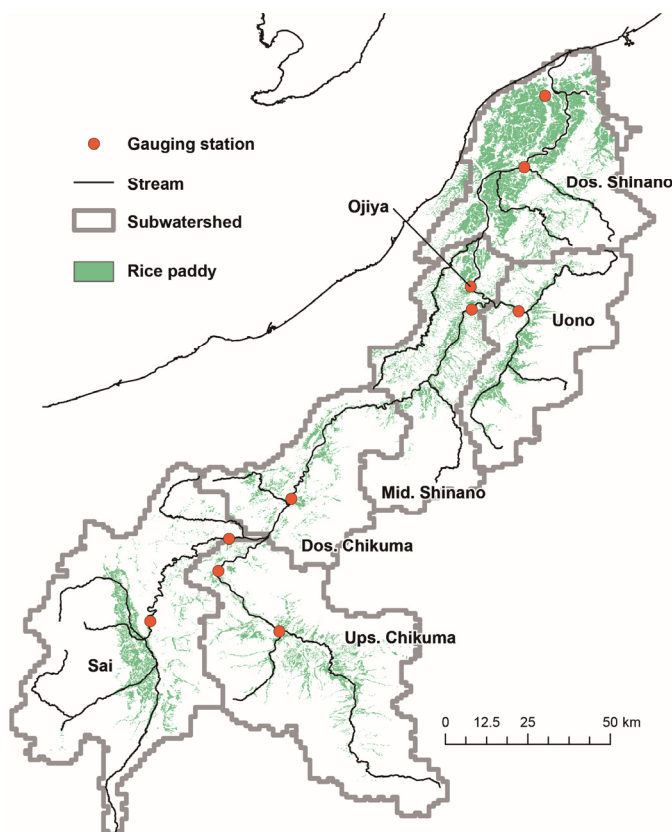 Gauging station
Stream
Subwatershed
Rice paddy
Dos. Shinano
Ojiya
Uono
Mid. Shinano
Dos. Chikuma
Ups. Chikuma
Sai
0 12.5 25 50 km